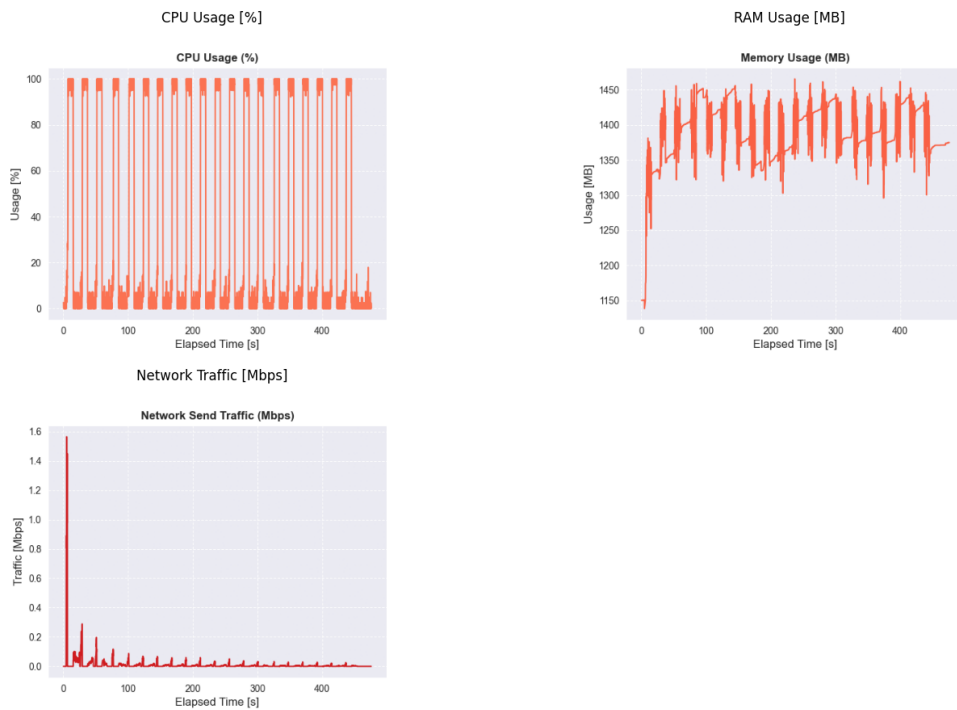 CPU Usage [%]
RAM Usage [MB]
CPU Usage (%)
100
80
60
40
20
0
Usage [%]
0 100 200 300 400
Elapsed Time [s]
Memory Usage (MB)
1450
1400
1350
1300
1250
1200
1150
Usage [MB]
0 100 200 300 400
Elapsed Time [s]
Network Traffic [Mbps]
Network Send Traffic (Mbps)
1.6
1.4
1.2
1.0
0.8
0.6
0.4
0.2
0.0
Traffic [Mbps]
0 100 200 300 400
Elapsed Time [s]